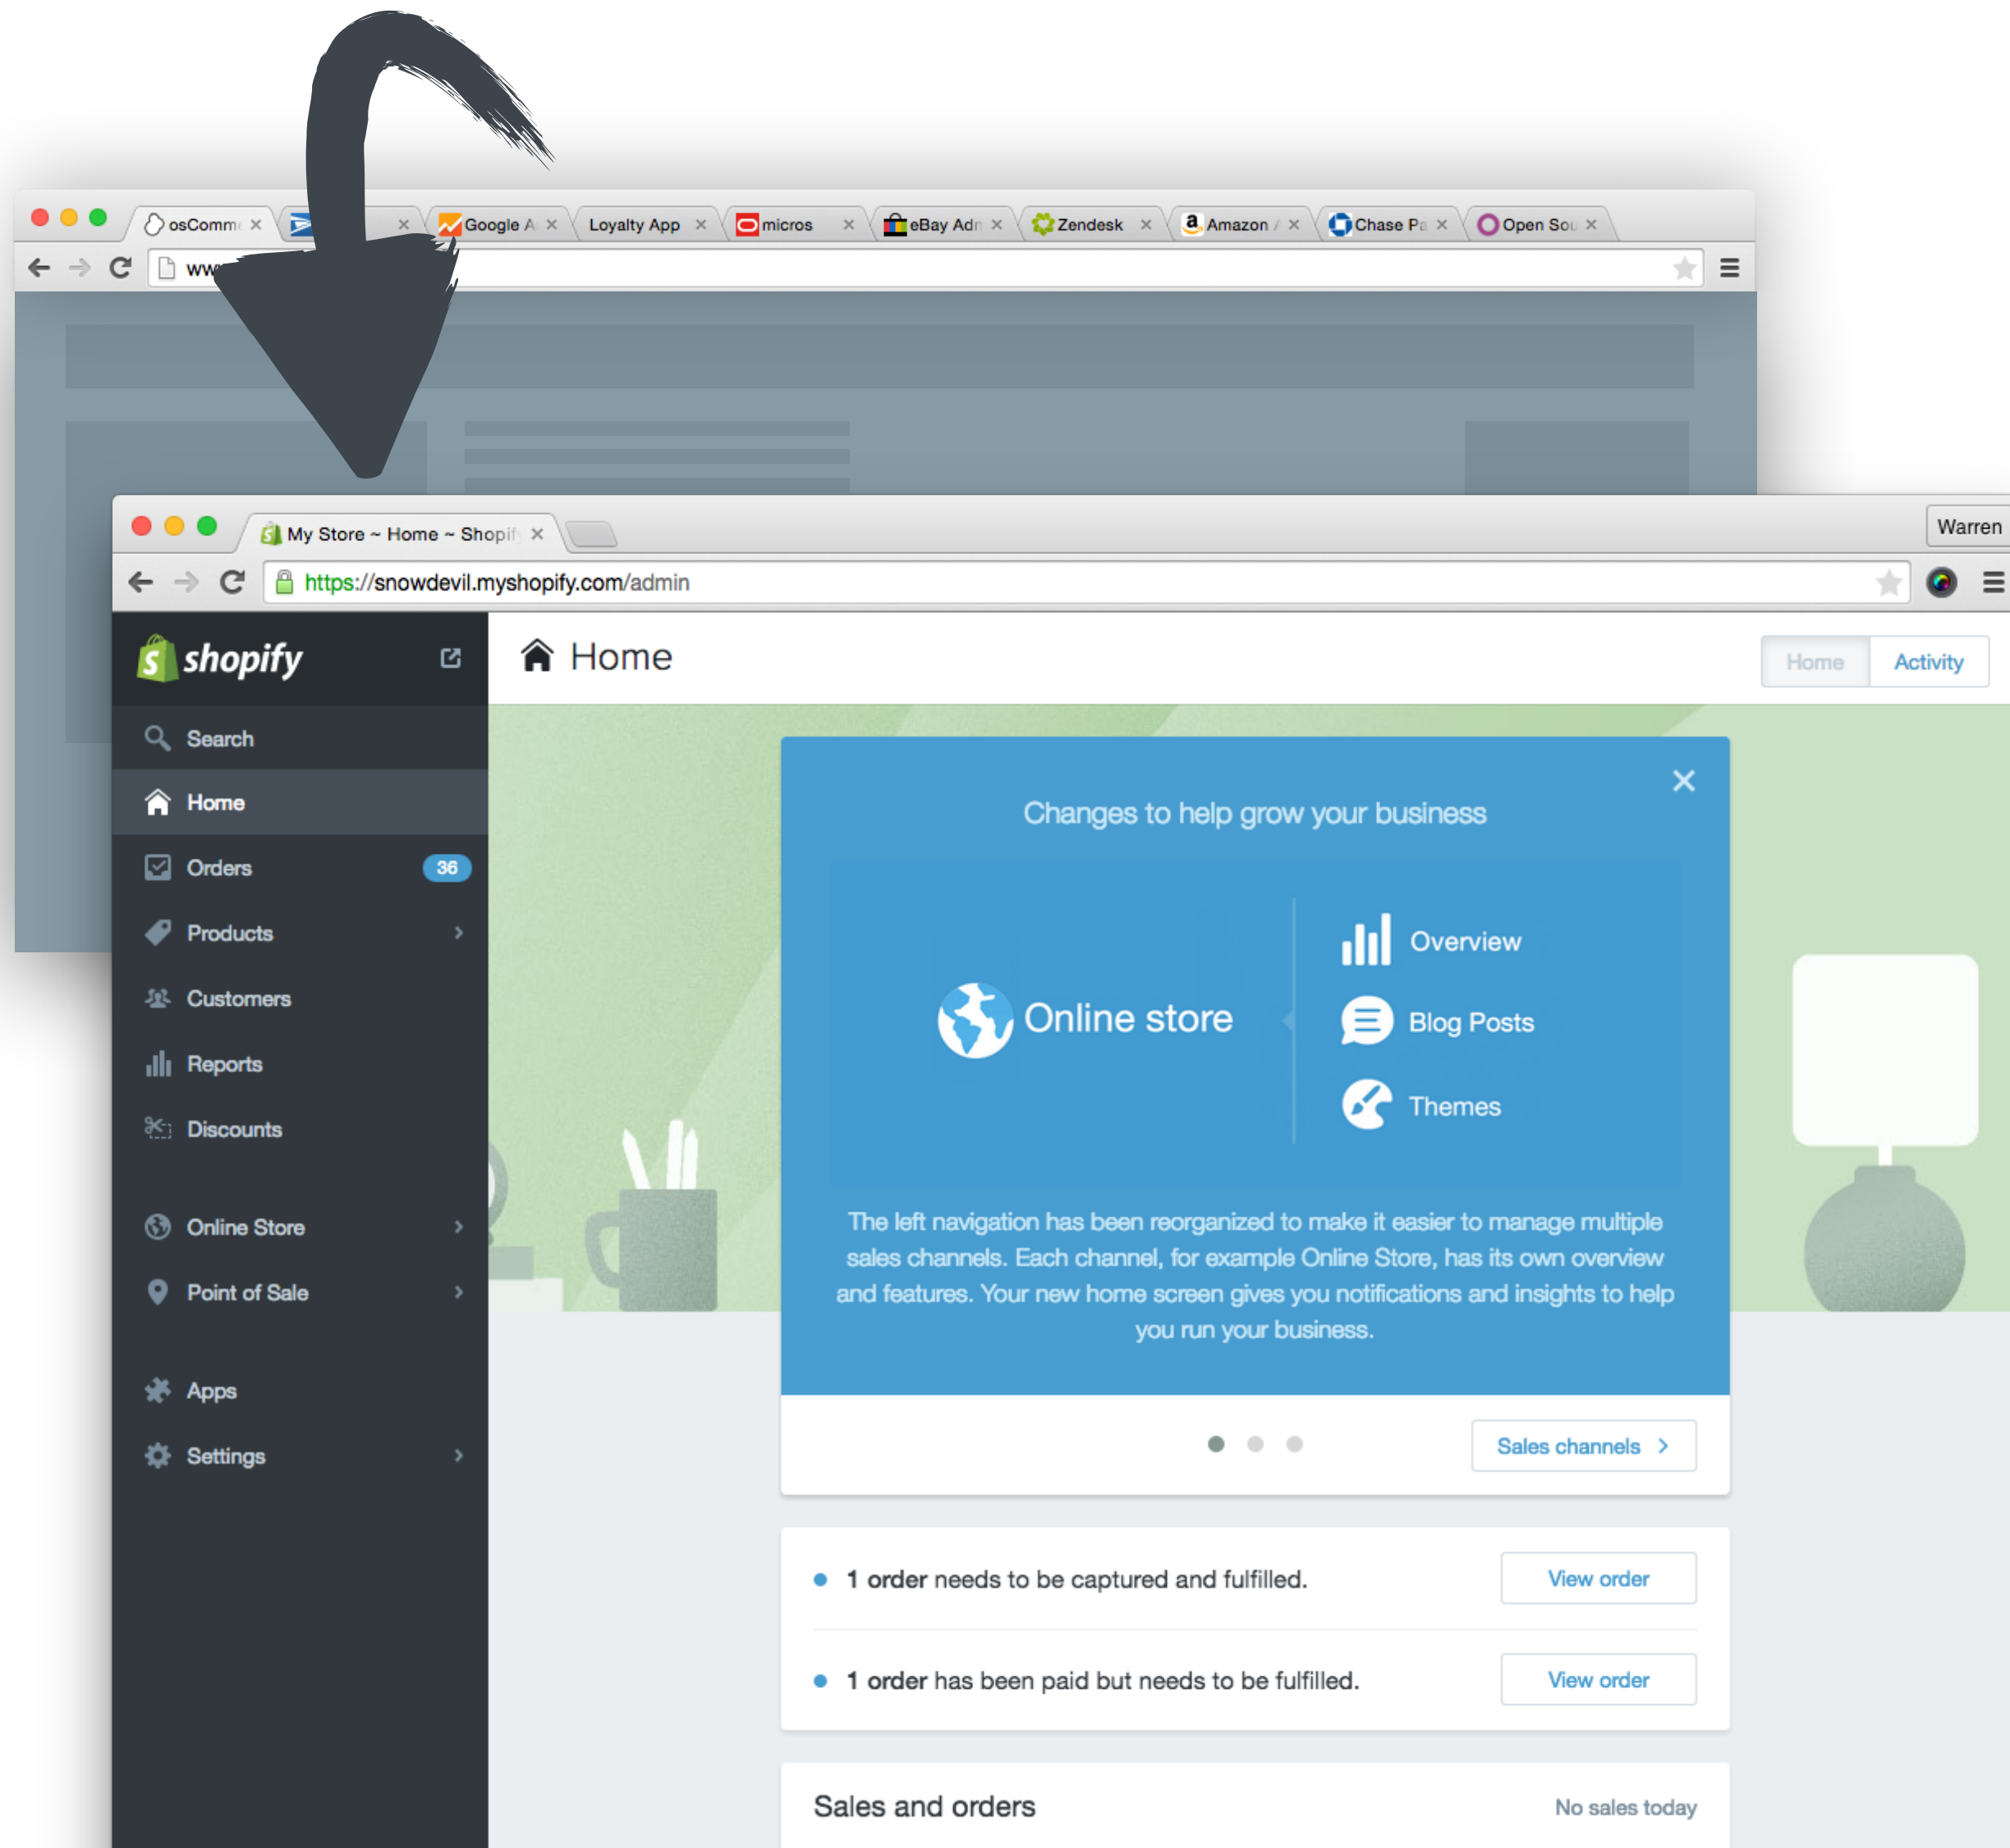 osComme
Google A
Loyalty App
micros
eBay Adn
Zendesk
a Amazon /
Chase Pa
Open Sou
My Store ~ Home ~ Shopify
Warren
https://snowdevil.myshopify.com/admin
shopify
Home
Home
Activity
Search
Home
Orders
36
Products
Customers
Reports
Discounts
Online Store
Point of Sale
Apps
Settings
Changes to help grow your business
Online store
Overview
Blog Posts
Themes
The left navigation has been reorganized to make it easier to manage multiple
sales channels. Each channel, for example Online Store, has its own overview
and features. Your new home screen gives you notifications and insights to help
you run your business.
Sales channels
1 order needs to be captured and fulfilled.
View order
1 order has been paid but needs to be fulfilled.
View order
Sales and orders
No sales today